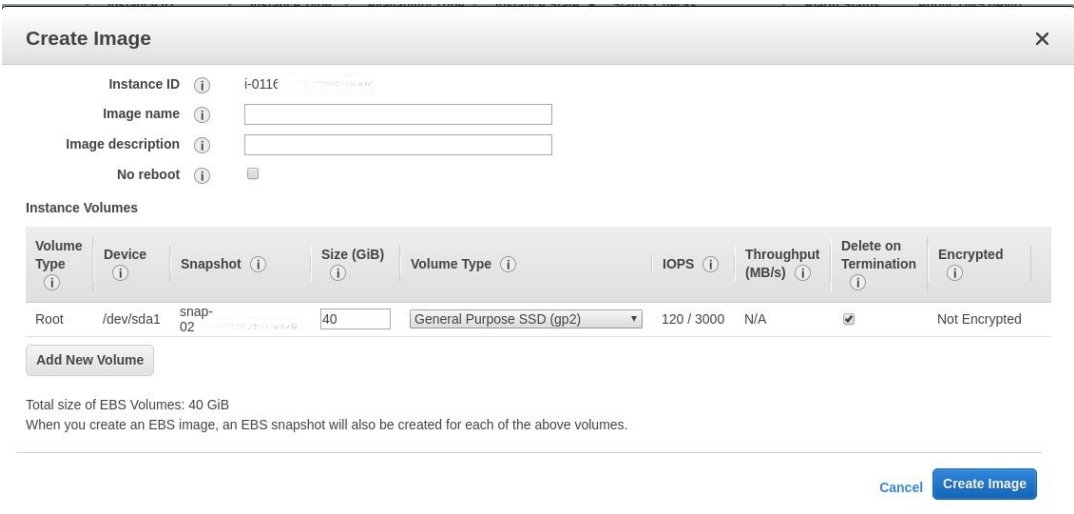 Create Image ×
Instance ID i
i-0116
Image name i
Image description i
No reboot i
Instance Volumes
Volume Type i Device i Snapshot i Size (GiB) i Volume Type i IOPS i Throughput (MB/s) i Delete on Termination i Encrypted i
Root /dev/sda1 snap-02 40 General Purpose SSD (gp2) 120 / 3000 N/A Not Encrypted
Add New Volume
Total size of EBS Volumes: 40 GiB
When you create an EBS image, an EBS snapshot will also be created for each of the above volumes.
Cancel Create Image